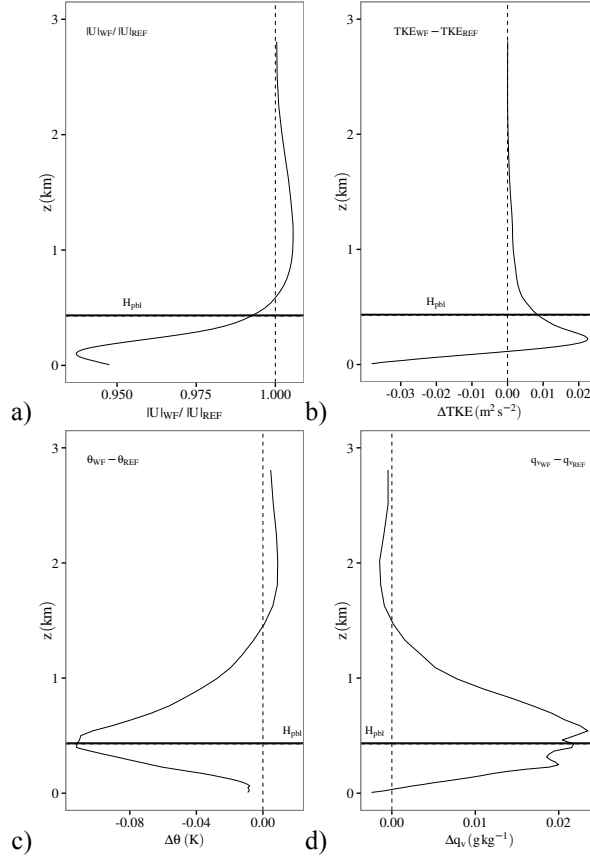 |U|WF / |U|REF
3
2
1
0
z (km)
Hpbl
0.950
0.975
1.000
|U|WF / |U|REF
a)
TKEWF − TKEREF
3
2
1
0
z (km)
Hpbl
-0.03
-0.02
-0.01
0.00
0.01
0.02
ΔTKE (m² s⁻²)
b)
θWF − θREF
3
2
1
0
z (km)
Hpbl
-0.08
-0.04
0.00
Δθ (K)
c)
qvWF − qvREF
3
2
1
0
z (km)
Hpbl
0.00
0.01
0.02
Δqv (g kg⁻¹)
d)